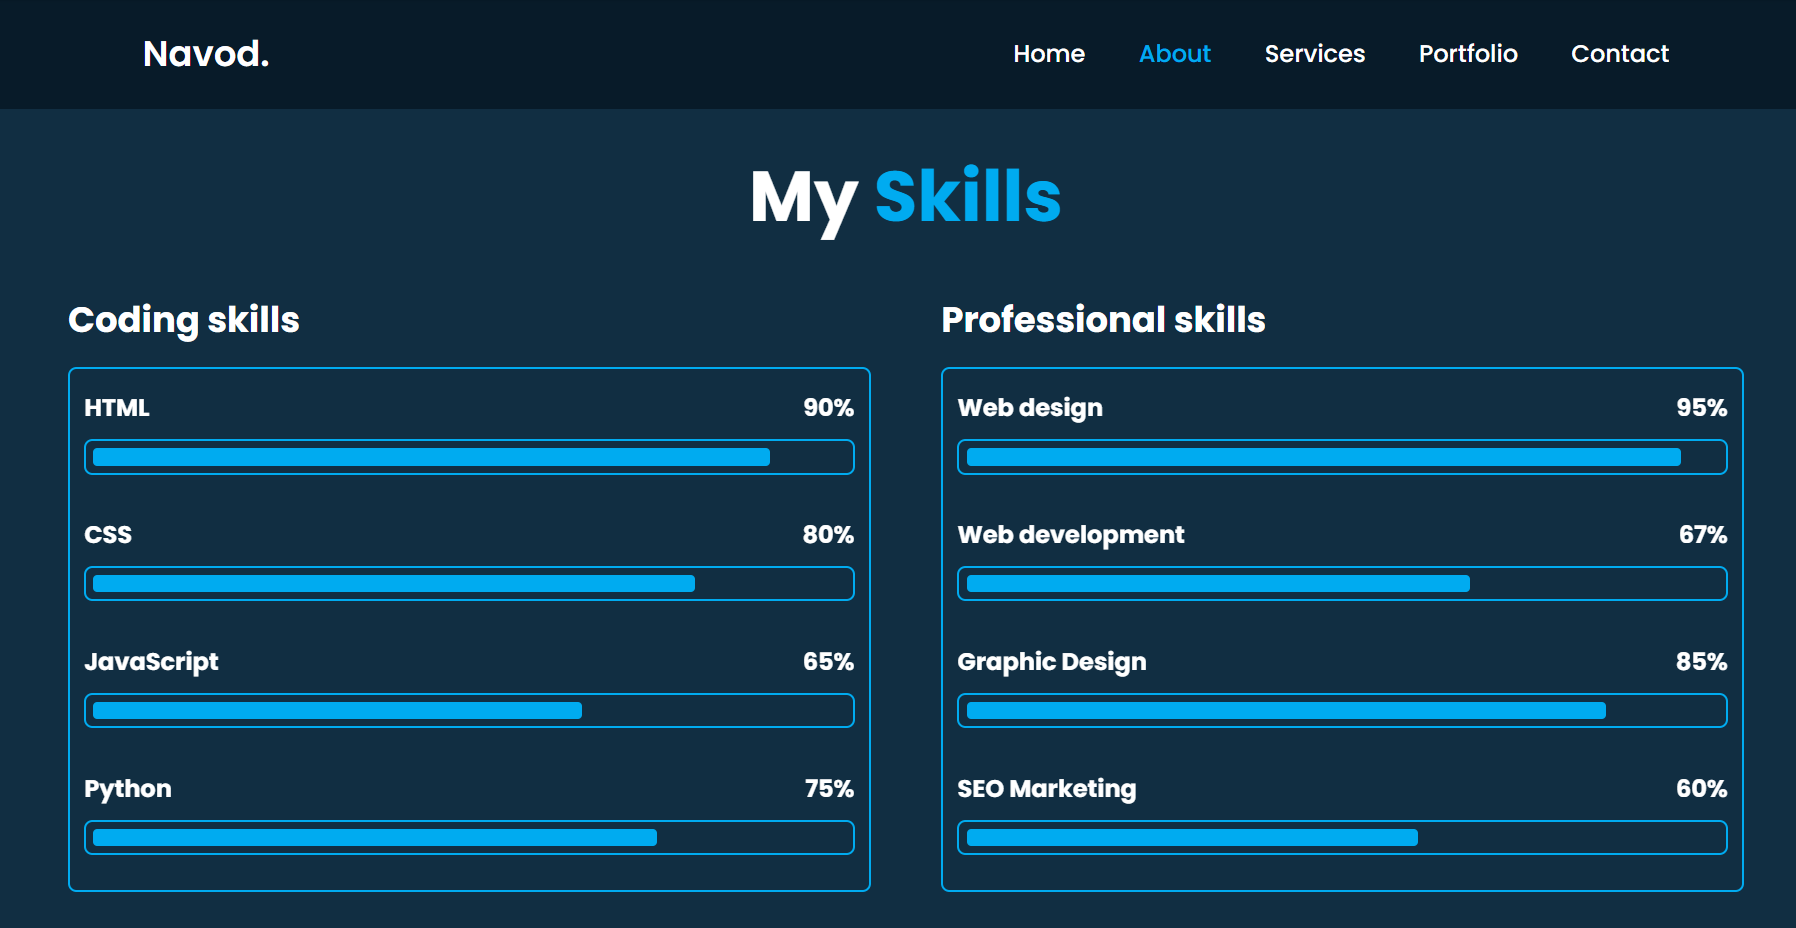 Navod.
Home About Services Portfolio Contact
My Skills
Coding skills
HTML 90%
CSS 80%
JavaScript 65%
Python 75%
Professional skills
Web design 95%
Web development 67%
Graphic Design 85%
SEO Marketing 60%